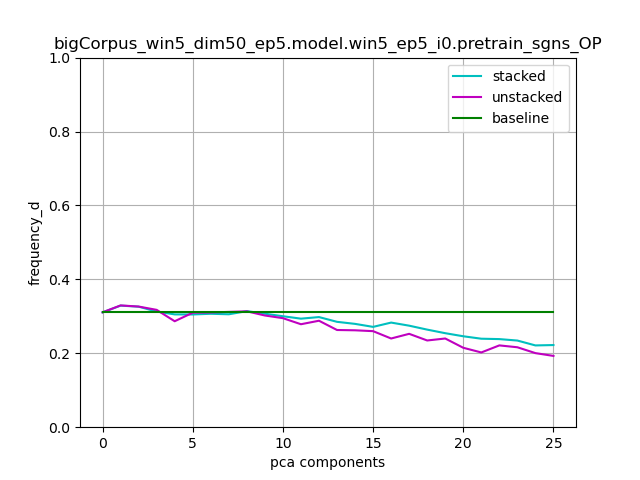 bigCorpus_win5_dim50_ep5.model.win5_ep5_i0.pretrain_sgns_OP
1.0
0.8
0.6
0.4
0.2
0.0
frequency_d
stacked
unstacked
baseline
0 5 10 15 20 25
pca components